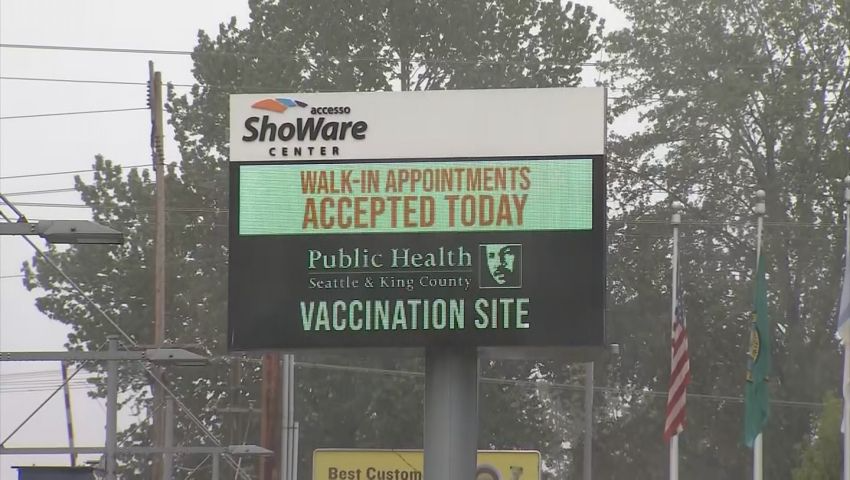 accesso
ShoWare
CENTER
WALK-IN APPOINTMENTS
ACCEPTED TODAY
Public Health
Seattle & King County
VACCINATION SITE
Best Custom